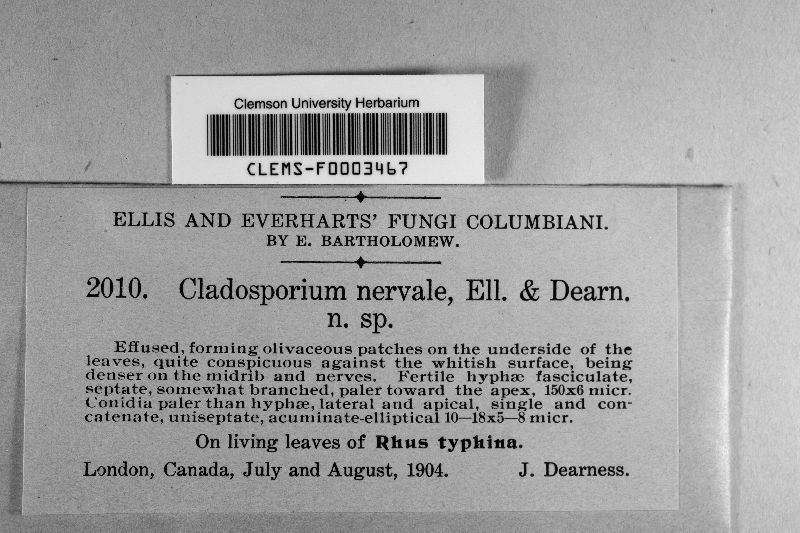 Clemson University Herbarium
CLEMS-F0003467
ELLIS AND EVERHARTS' FUNGI COLUMBIANI.
BY E. BARTHOLOMEW.
2010. Cladosporium nervale, Ell. & Dearn.
n. sp.
Effused, forming olivaceous patches on the underside of the
leaves, quite conspicuous against the whitish surface, being
denser on the midrib and nerves. Fertile hyphæ fasciculate,
septate, somewhat branched, paler toward the apex, 150x6 micr.
Conidia paler than hyphæ, lateral and apical, single and con-
catenate, uniseptate, acuminate-elliptical 10—18x5—8 micr.
On living leaves of Rhus typhina.
London, Canada, July and August, 1904. J. Dearness.